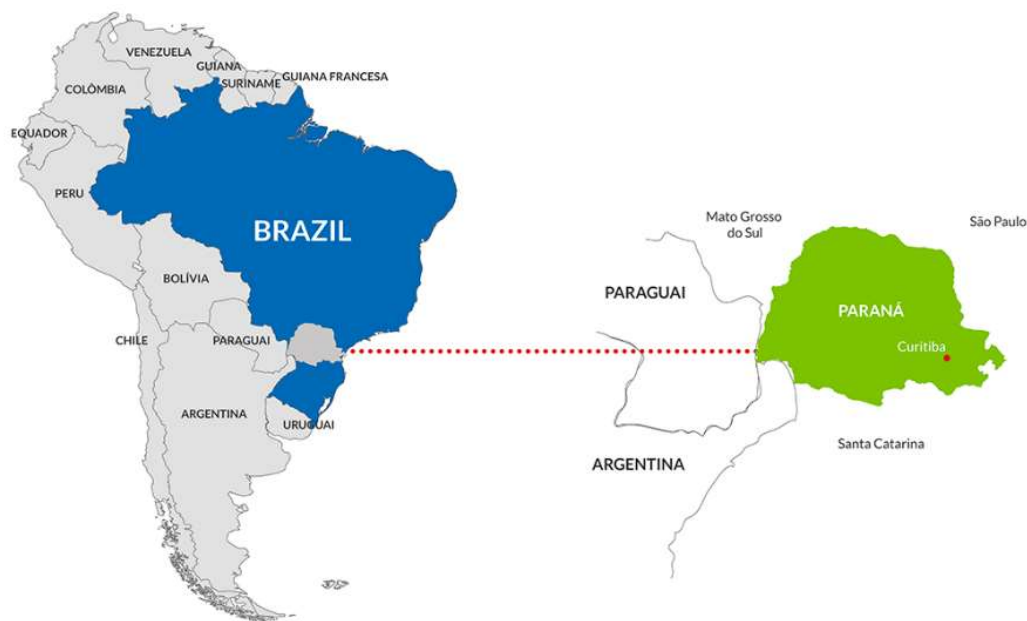 VENEZUELA
GUIANA
SURINAME
GUIANA FRANCESA
COLÔMBIA
EQUADOR
PERU
BRAZIL
BOLÍVIA
CHILE
PARAGUAI
ARGENTINA
URUGUAI
Mato Grosso
do Sul
São Paulo
PARAGUAI
PARANÁ
Curitiba
Santa Catarina
ARGENTINA